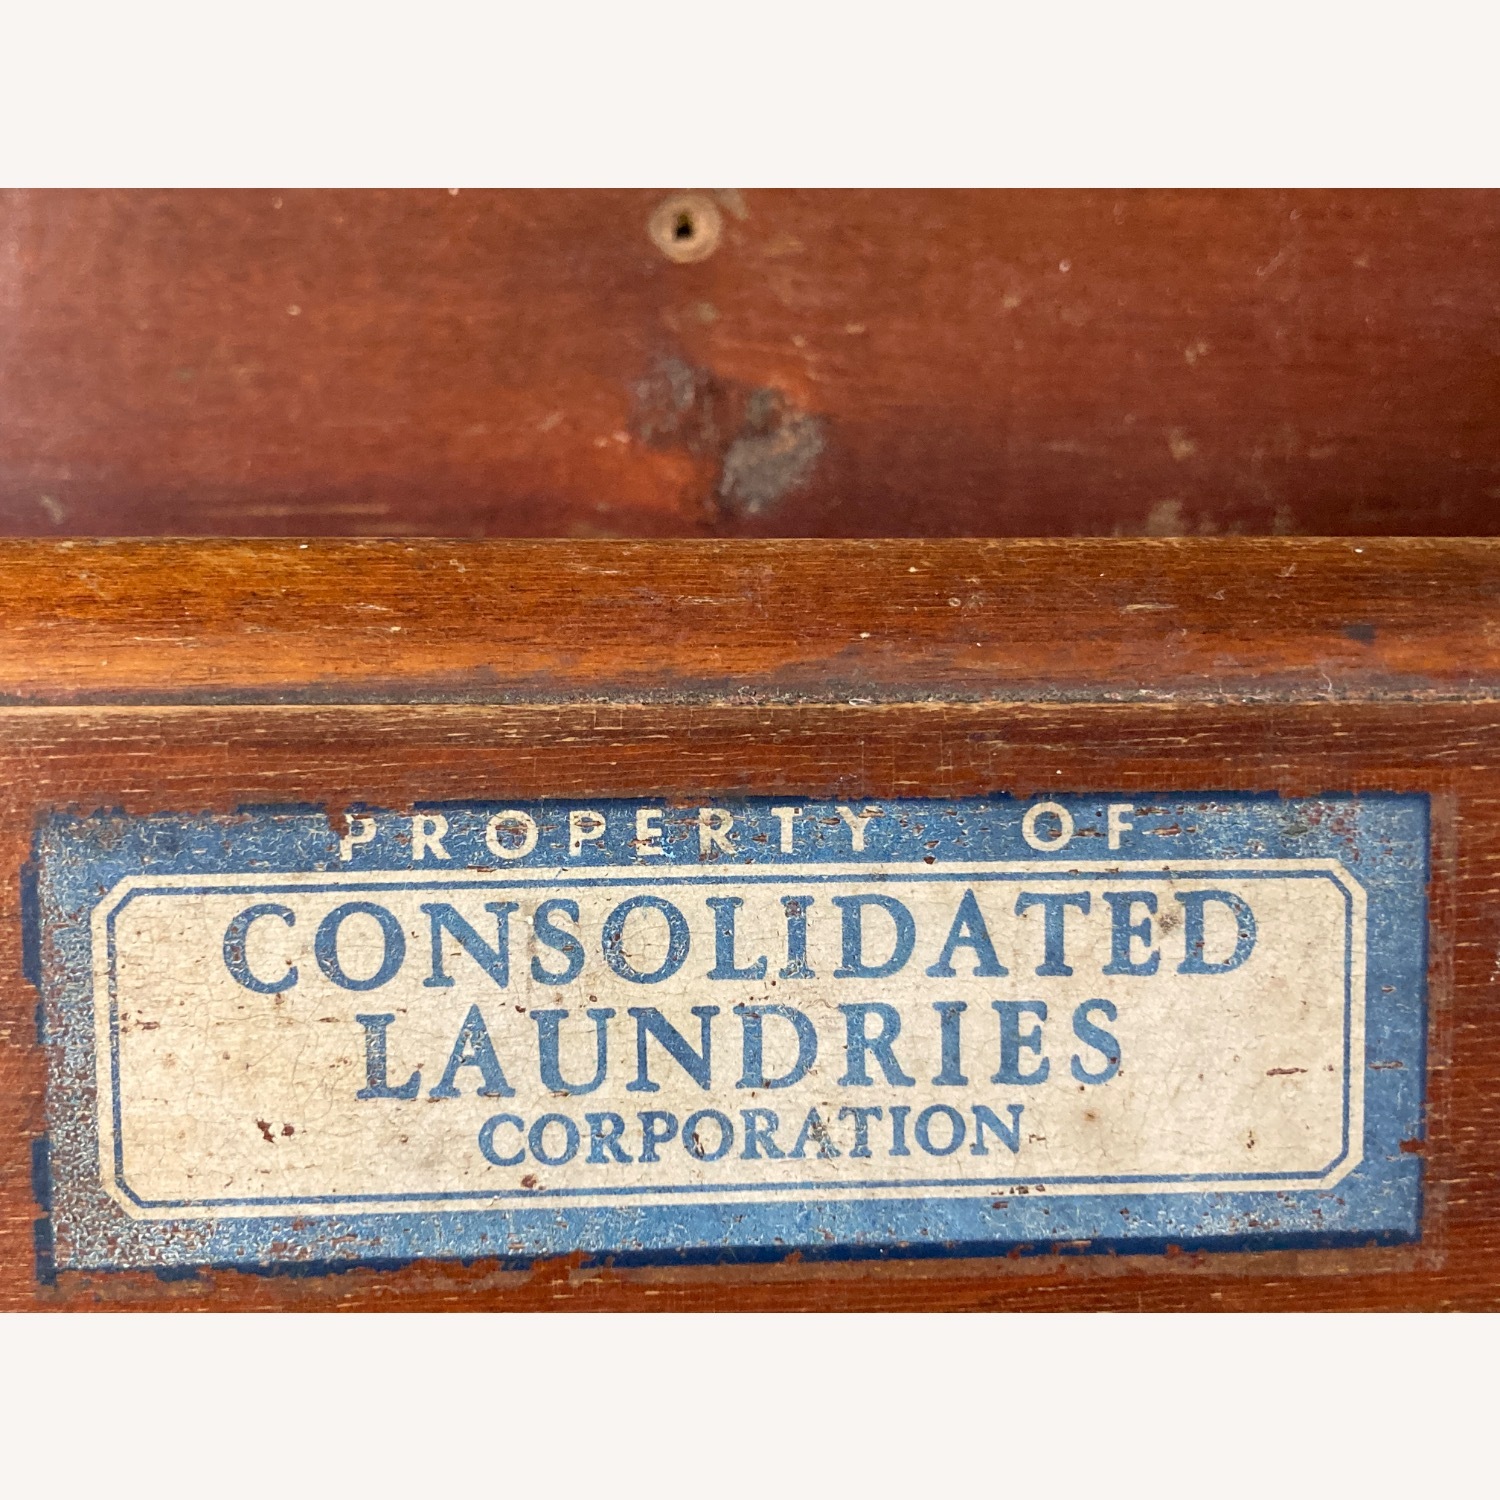 PROPERTY OF
CONSOLIDATED
LAUNDRIES
CORPORATION